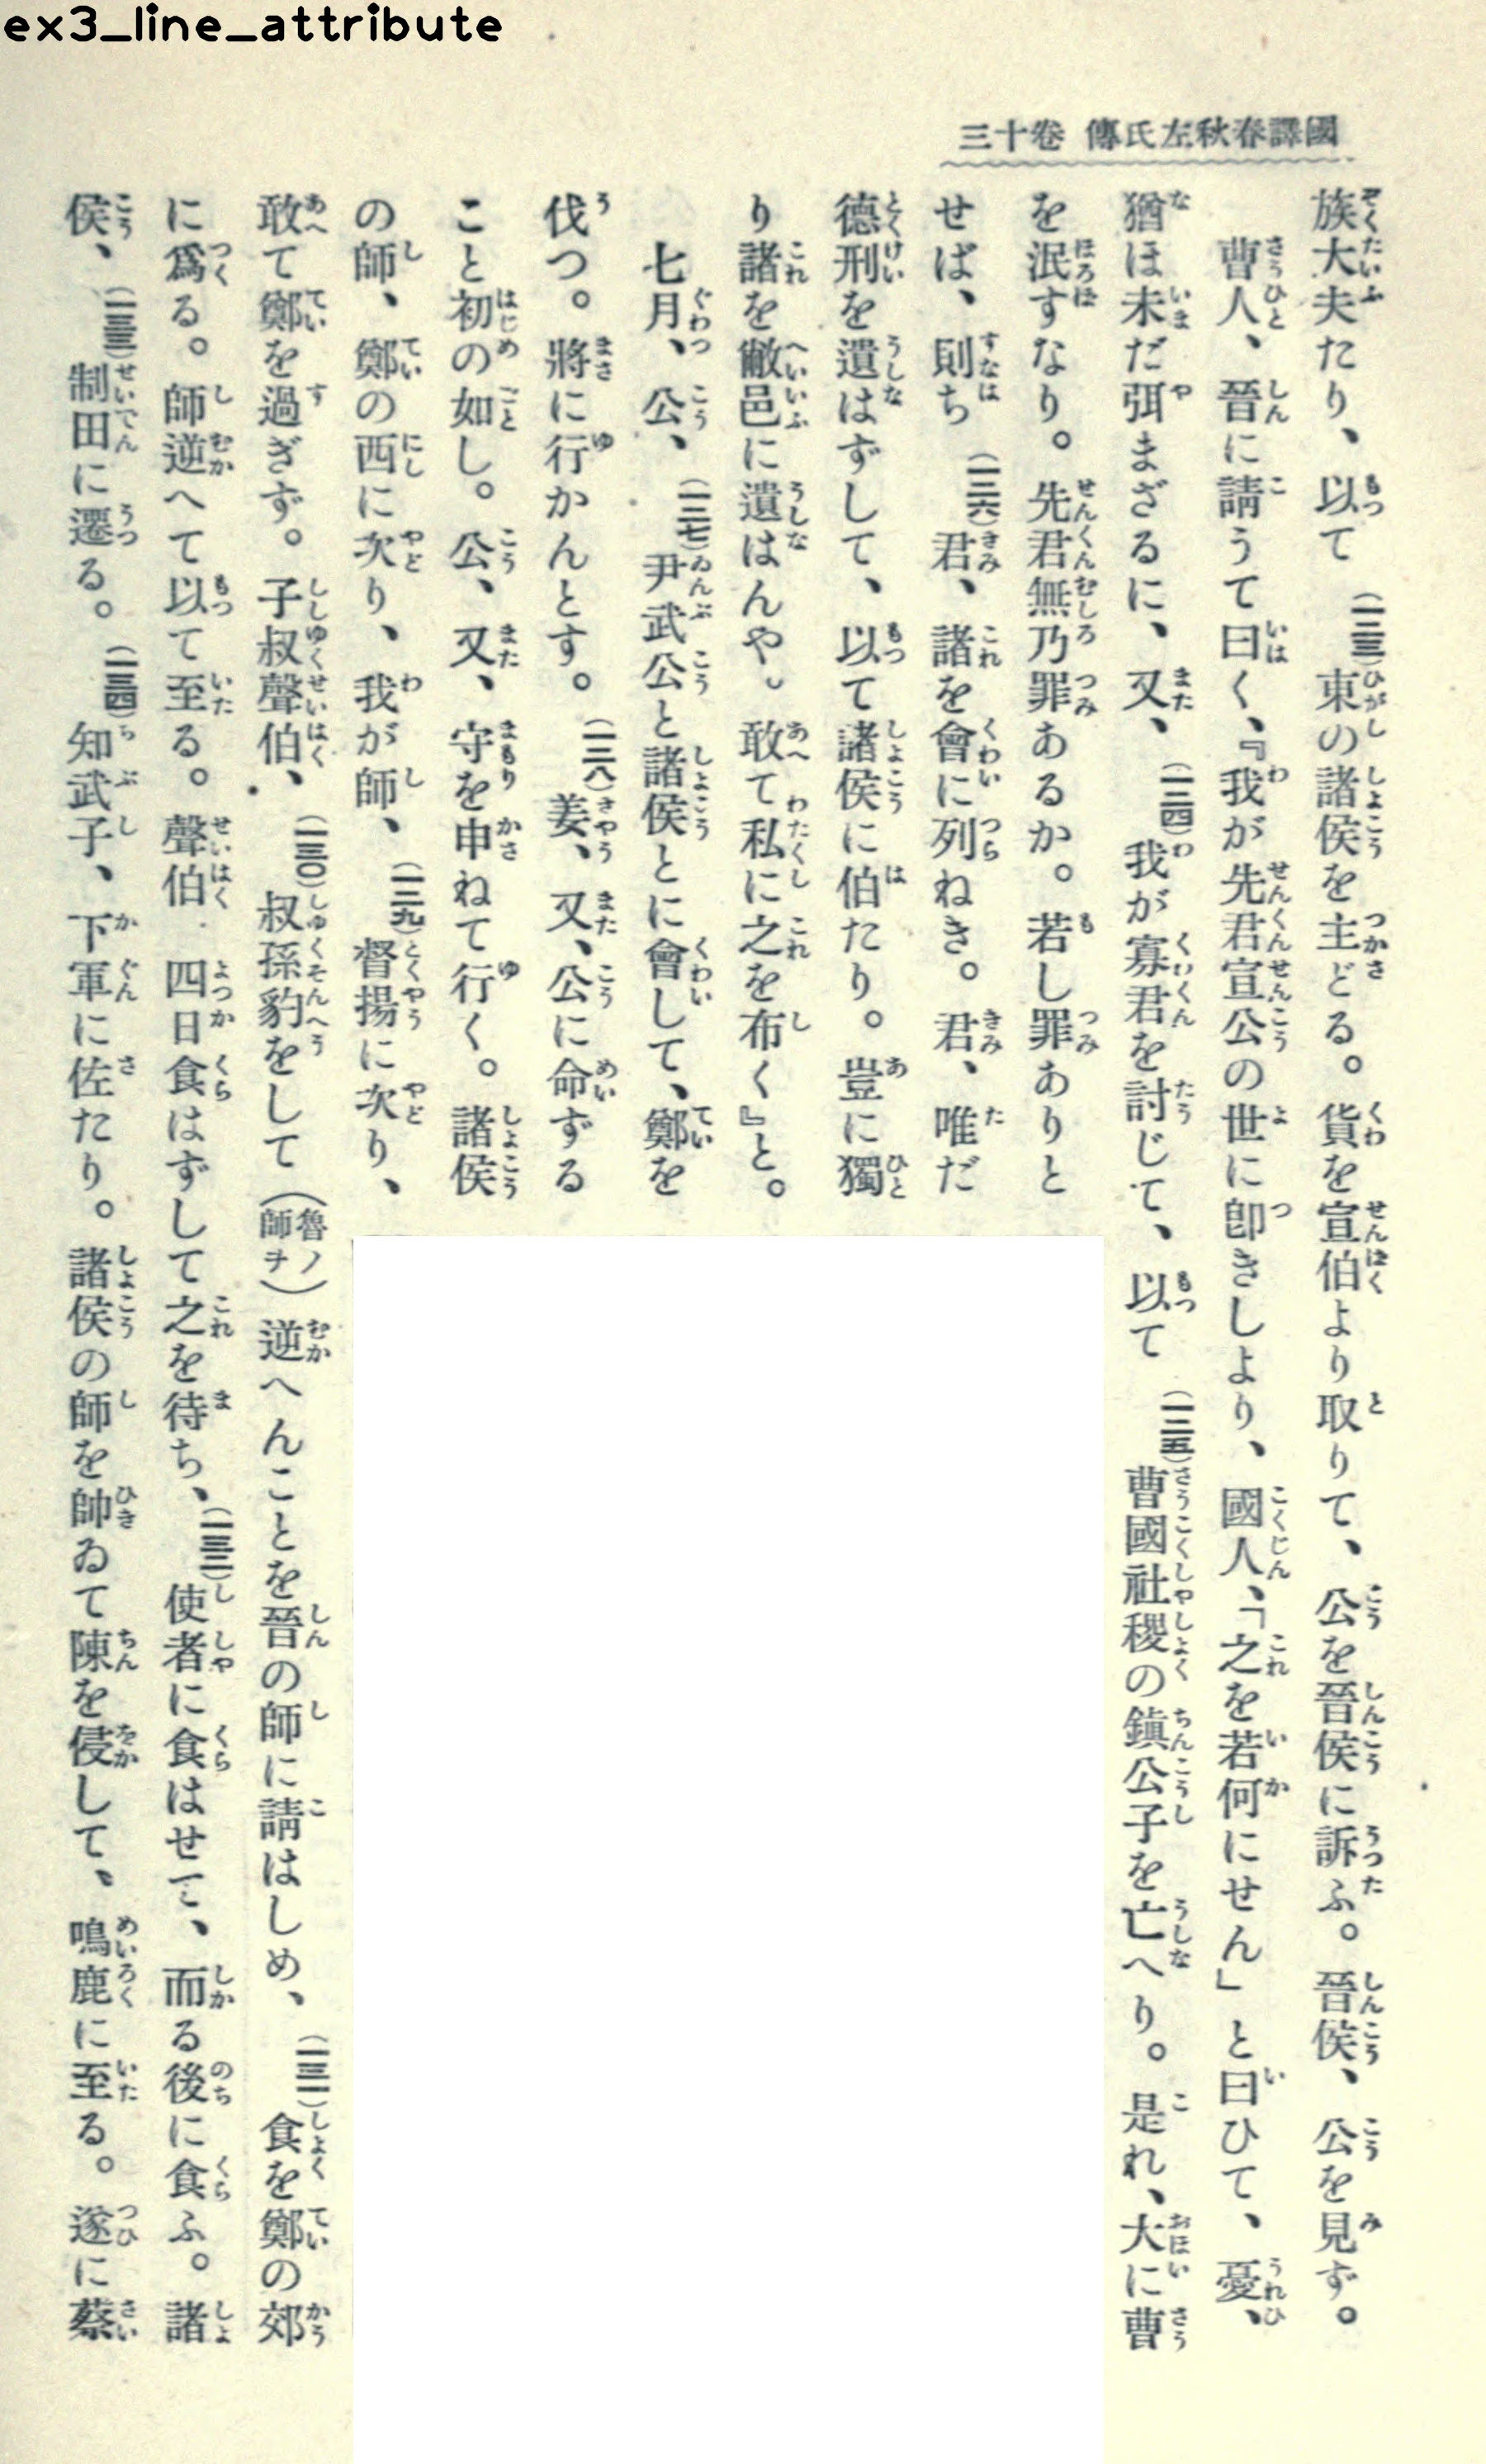 ex3_line_attribute
國譯春秋左氏傳 卷十三
族大夫たり、以て(一二三)東の諸侯を主どる。貨を宣伯より取りて、公を晉侯に訴ふ。晉侯、公を見ず。
曹人、晉に請うて曰く、『我が先君宣公の世に卽きしより、國人、「之を若何にせん」と曰ひて、憂、
猶ほ未だ弭まざるに、又、(一二四)我が寡君を討じて、以て(一二五)曹國社稷の鎭公子を亡へり。是れ、大に曹
を泯すなり。先君無乃罪あるか。若し罪ありと
せば、則ち(一二六)君、諸を會に列ねき。君、唯だ
德刑を遺はずして、以て諸侯に伯たり。豈に獨
り諸を敝邑に遺はんや。敢て私に之を布く』と。
七月、公、(一二七)尹武公と諸侯とに會して、鄭を
伐つ。將に行かんとす。(一二八)姜、又、公に命ずる
こと初の如し。公、又、守を申ねて行く。諸侯
の師、鄭の西に次り、我が師、(一二九)督揚に次り、
敢て鄭を過ぎず。子叔聲伯、(一三〇)叔孫豹をして(魯ノ師ヲ)逆へんことを晉の師に請はしめ、(一三一)食を鄭の郊
に爲る。師逆へて以て至る。聲伯四日食はずして之を待ち、(一三二)使者に食はせて、而る後に食ふ。諸
侯、(一三三)制田に遷る。(一三四)知武子、下軍に佐たり。諸侯の師を帥ゐて陳を侵して、鳴鹿に至る。遂に蔡